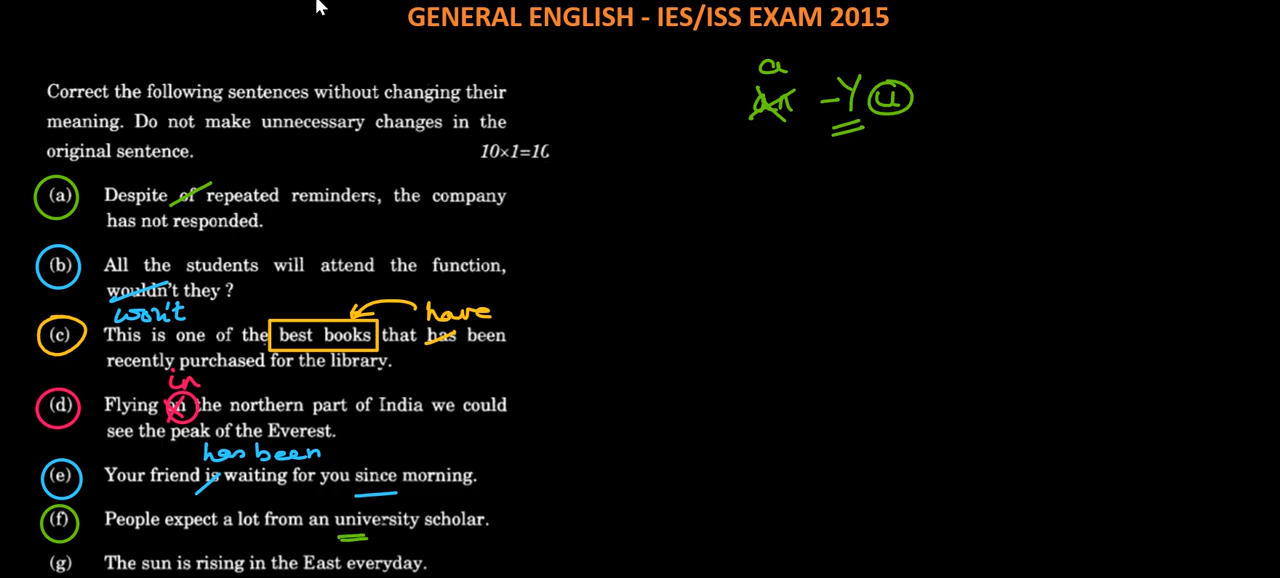 GENERAL ENGLISH - IES/ISS EXAM 2015
a
an - Y u
Correct the following sentences without changing their
meaning. Do not make unnecessary changes in the
original sentence. 10×1=10
(a) Despite of repeated reminders, the company
has not responded.
(b) All the students will attend the function,
wouldn't they ?
won't have
(c) This is one of the best books that has been
recently purchased for the library.
in
(d) Flying on the northern part of India we could
see the peak of the Everest.
has been
(e) Your friend is waiting for you since morning.
(f) People expect a lot from an university scholar.
(g) The sun is rising in the East everyday.